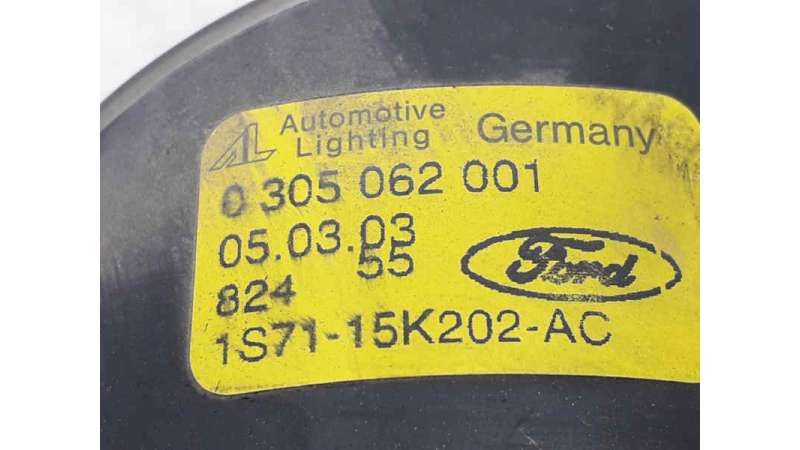 AL Automotive Lighting Germany
0 305 062 001
05.03.03
55
824
Ford
1S71-15K202-AC